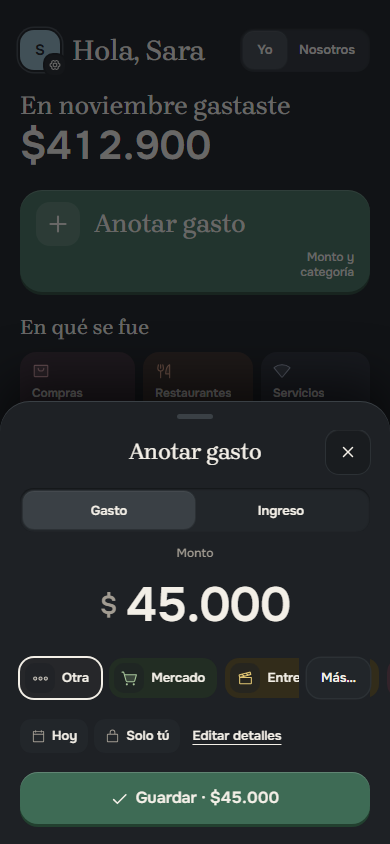 S
Hola, Sara
Yo
Nosotros
En noviembre gastaste
$412.900
Anotar gasto
Monto y
categoría
En qué se fue
Compras
Restaurantes
Servicios
Anotar gasto
Gasto
Ingreso
Monto
$ 45.000
Otra
Mercado
Entre
Más...
Hoy
Solo tú
Editar detalles
Guardar · $45.000